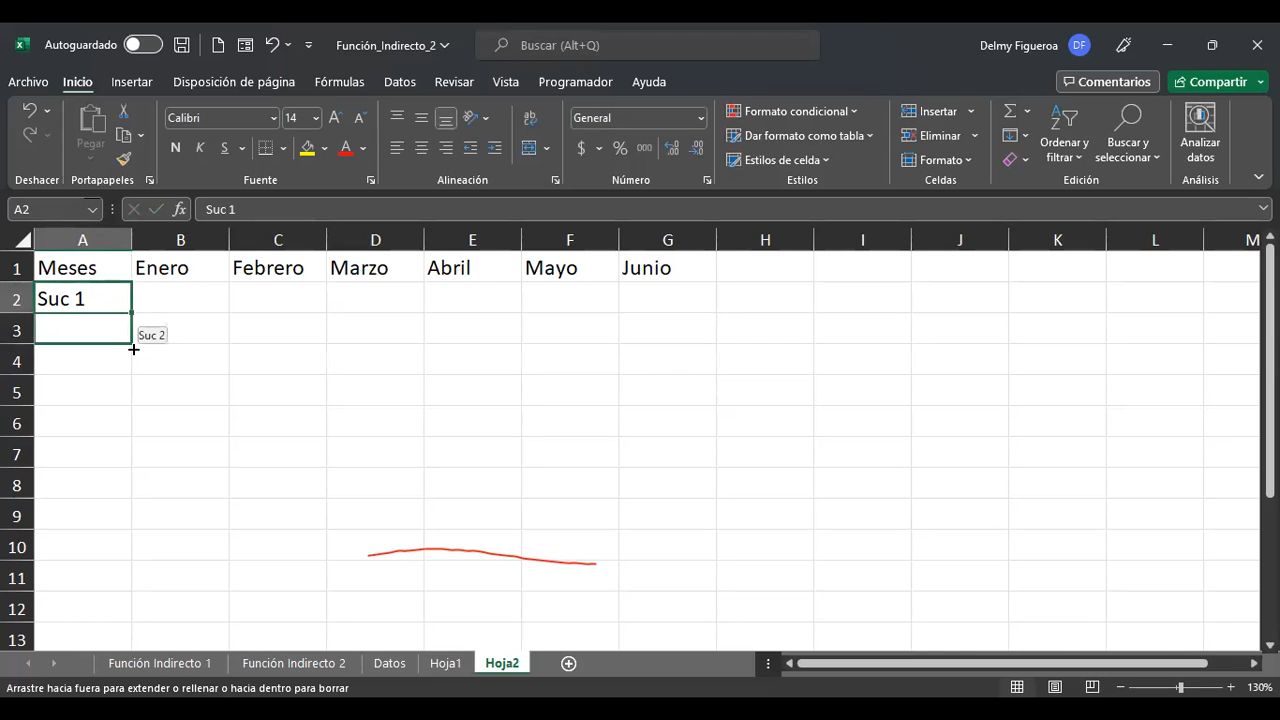 Autoguardado
Función_Indirecto_2
Buscar (Alt+Q)
Delmy Figueroa
DF
Archivo Inicio Insertar Disposición de página Fórmulas Datos Revisar Vista Programador Ayuda
Comentarios
Compartir
Pegar
Calibri 14
N K S
A
General
$ % 000
Formato condicional
Dar formato como tabla
Estilos de celda
Insertar
Eliminar
Formato
Ordenar y
filtrar
Buscar y
seleccionar
Analizar
datos
Deshacer Portapapeles Fuente Alineación Número Estilos Celdas Edición Análisis
A2 fx Suc 1
A B C D E F G H I J K L M
1 Meses Enero Febrero Marzo Abril Mayo Junio
2 Suc 1
3 Suc 2
4
5
6
7
8
9
10
11
12
13
Función Indirecto 1 Función Indirecto 2 Datos Hoja1 Hoja2
Arrastre hacia fuera para extender o rellenar o hacia dentro para borrar
130%